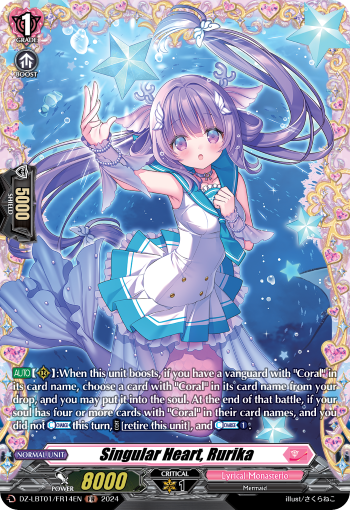 1
GRADE
BOOST
5000
SHIELD
AUTO【 】:When this unit boosts, if you have a vanguard with "Coral" in
its card name, choose a card with "Coral" in its card name from your
drop, and you may put it into the soul. At the end of that battle, if your
soul has four or more cards with "Coral" in their card names, and you
did not CHARGE this turn, COST [retire this unit], and CHARGE 1.
NORMAL UNIT
Singular Heart, Rurika
Lyrical Monasterio
POWER 8000
CRITICAL
1
Mermaid
DZ-LBT01/FR14EN FR 2024
illust/さくらねこ